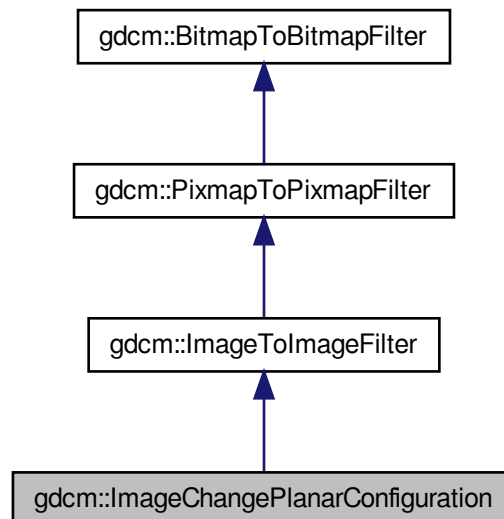 gdcm::BitmapToBitmapFilter
gdcm::PixmapToPixmapFilter
gdcm::ImageToImageFilter
gdcm::ImageChangePlanarConfiguration